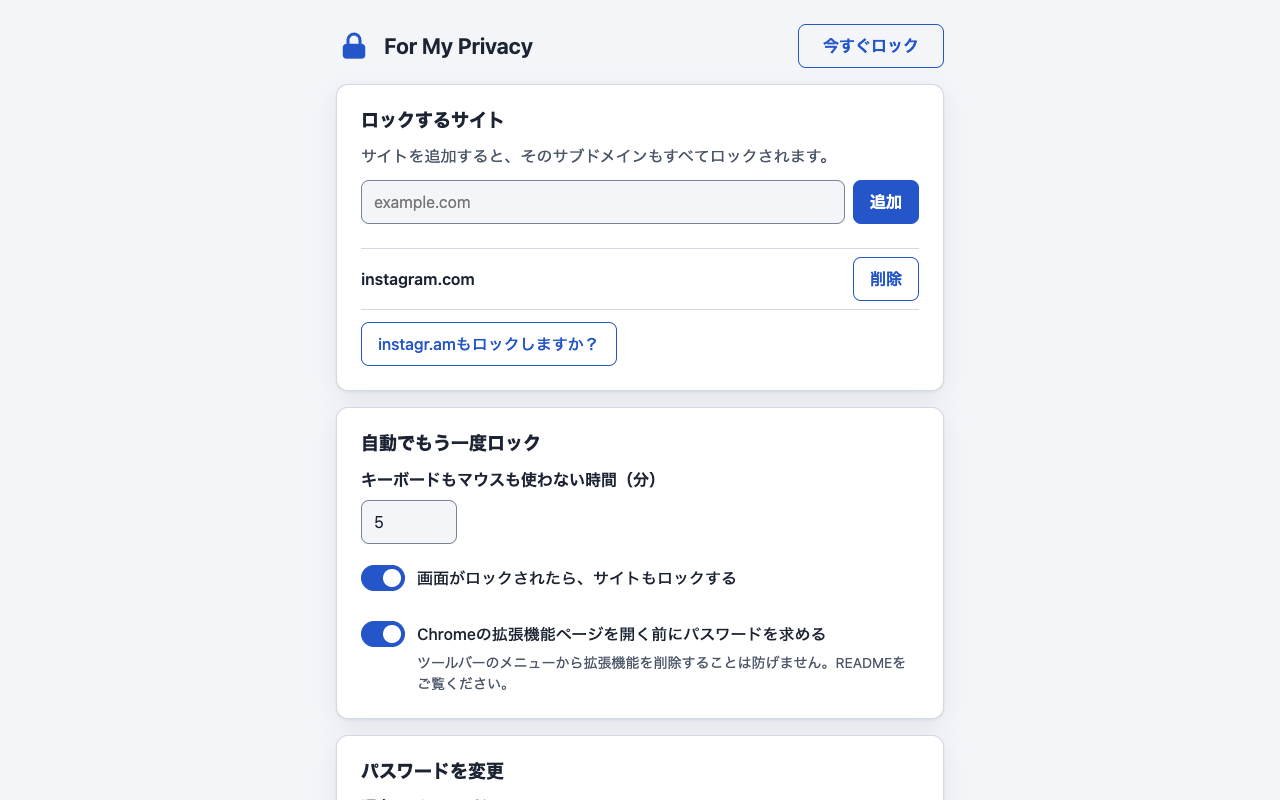 For My Privacy
今すぐロック
ロックするサイト
サイトを追加すると、そのサブドメインもすべてロックされます。
example.com
追加
instagram.com
削除
instagr.amもロックしますか？
自動でもう一度ロック
キーボードもマウスも使わない時間（分）
5
画面がロックされたら、サイトもロックする
Chromeの拡張機能ページを開く前にパスワードを求める
ツールバーのメニューから拡張機能を削除することは防げません。READMEを
ご覧ください。
パスワードを変更